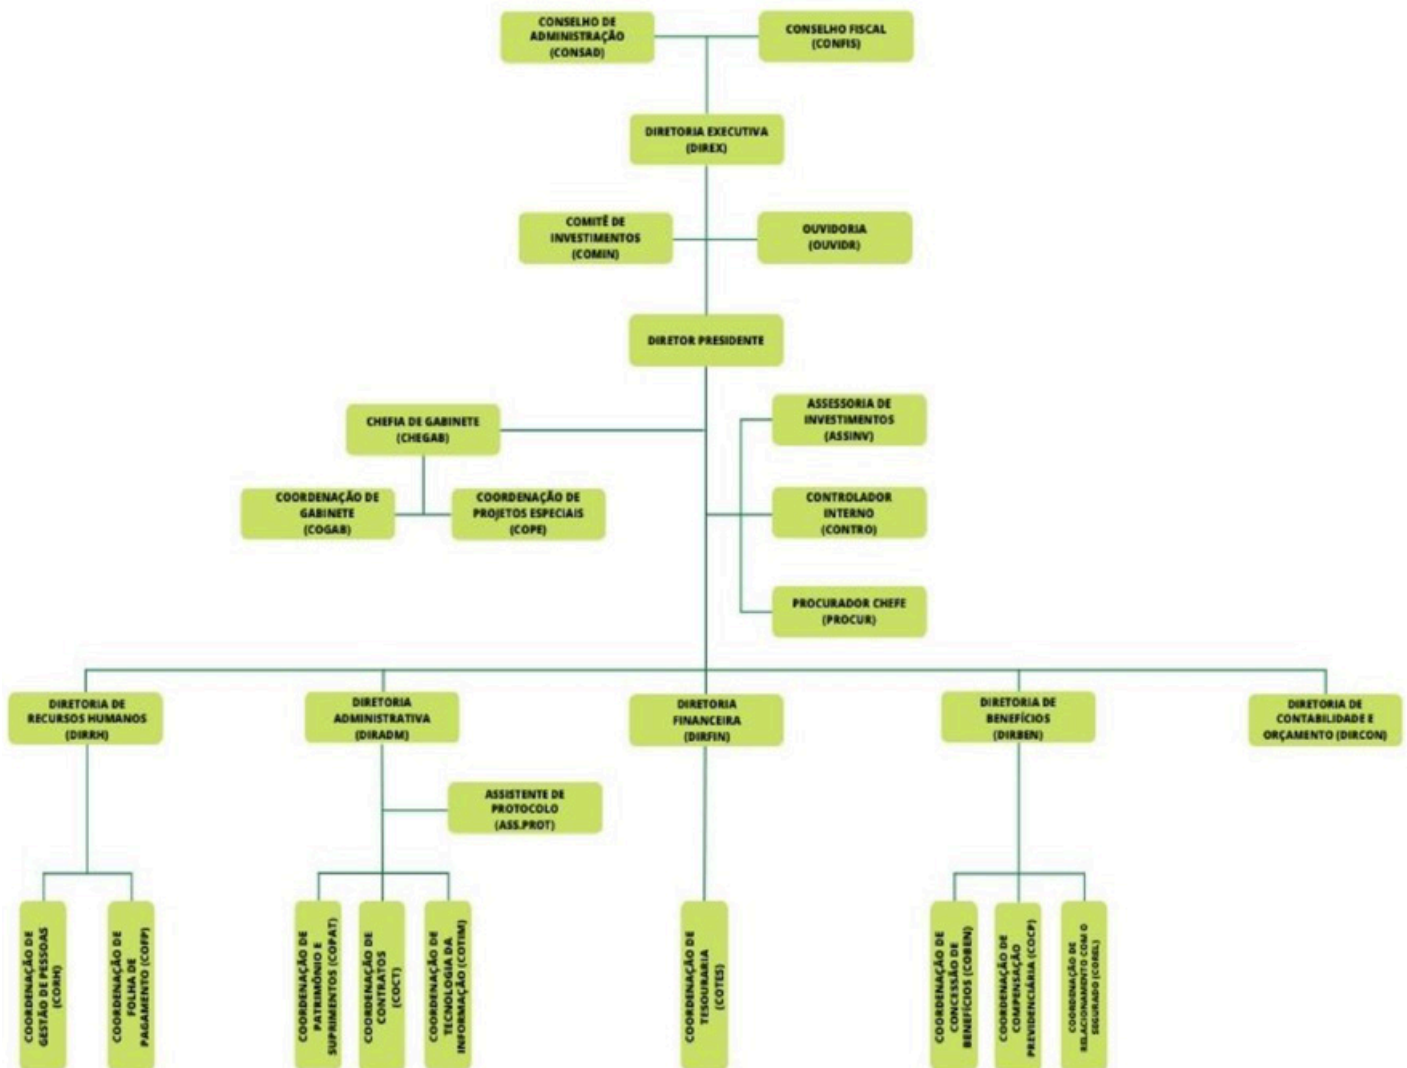 CONSELHO DE
ADMINISTRAÇÃO
(CONSAD)
CONSELHO FISCAL
(CONFIS)
DIRETORIA EXECUTIVA
(DIREX)
COMITÊ DE
INVESTIMENTOS
(COMIN)
OUVIDORIA
(OUVIDR)
DIRETOR PRESIDENTE
CHEFIA DE GABINETE
(CHEGAB)
ASSESSORIA DE
INVESTIMENTOS
(ASSINV)
COORDENAÇÃO DE
GABINETE
(COGAB)
COORDENAÇÃO DE
PROJETOS ESPECIAIS
(COPE)
CONTROLADOR
INTERNO
(CONTRO)
PROCURADOR CHEFE
(PROCUR)
DIRETORIA DE
RECURSOS HUMANOS
(DIRRH)
DIRETORIA
ADMINISTRATIVA
(DIRADM)
DIRETORIA
FINANCEIRA
(DIRFIN)
DIRETORIA DE
BENEFÍCIOS
(DIRBEN)
DIRETORIA DE
CONTABILIDADE E
ORÇAMENTO (DIRCON)
ASSISTENTE DE
PROTOCOLO
(ASS.PROT)
COORDENAÇÃO DE
GESTÃO DE PESSOAS
(CORH)
COORDENAÇÃO DE
FOLHA DE
PAGAMENTO (COFP)
COORDENAÇÃO DE
PATRIMÔNIO E
SUPRIMENTOS (COPAT)
COORDENAÇÃO DE
CONTRATOS
(COCT)
COORDENAÇÃO DE
TECNOLOGIA DA
INFORMAÇÃO (COTIM)
COORDENAÇÃO DE
TESOURARIA
(COTES)
COORDENAÇÃO DE
CONCESSÃO DE
BENEFÍCIOS (COBEN)
COORDENAÇÃO DE
COMPENSAÇÃO
PREVIDENCIÁRIA (COCP)
COORDENAÇÃO DE
RELACIONAMENTO COM O
SEGURADO (COREL)